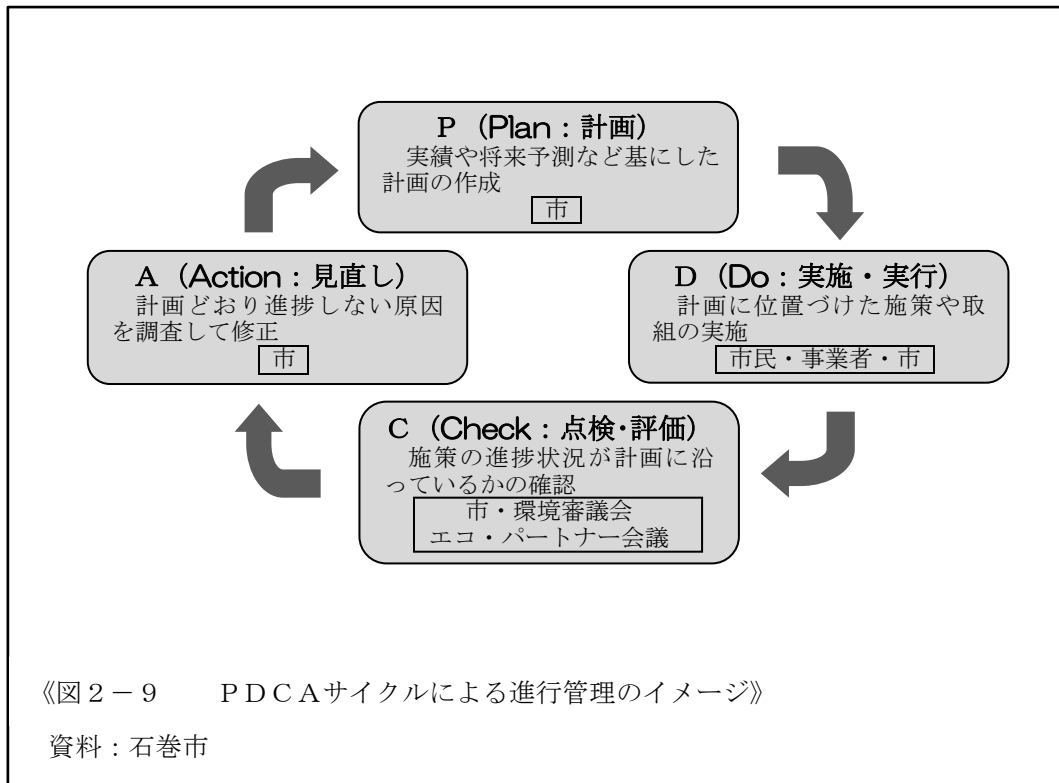 P（Plan：計画）
実績や将来予測など基にした
計画の作成
市
A（Action：見直し）
計画どおり進捗しない原因
を調査して修正
市
D（Do：実施・実行）
計画に位置づけた施策や取
組の実施
市民・事業者・市
C（Check：点検･評価）
施策の進捗状況が計画に沿
っているかの確認
市・環境審議会
エコ・パートナー会議
《図２－９　　ＰＤＣＡサイクルによる進行管理のイメージ》
資料：石巻市